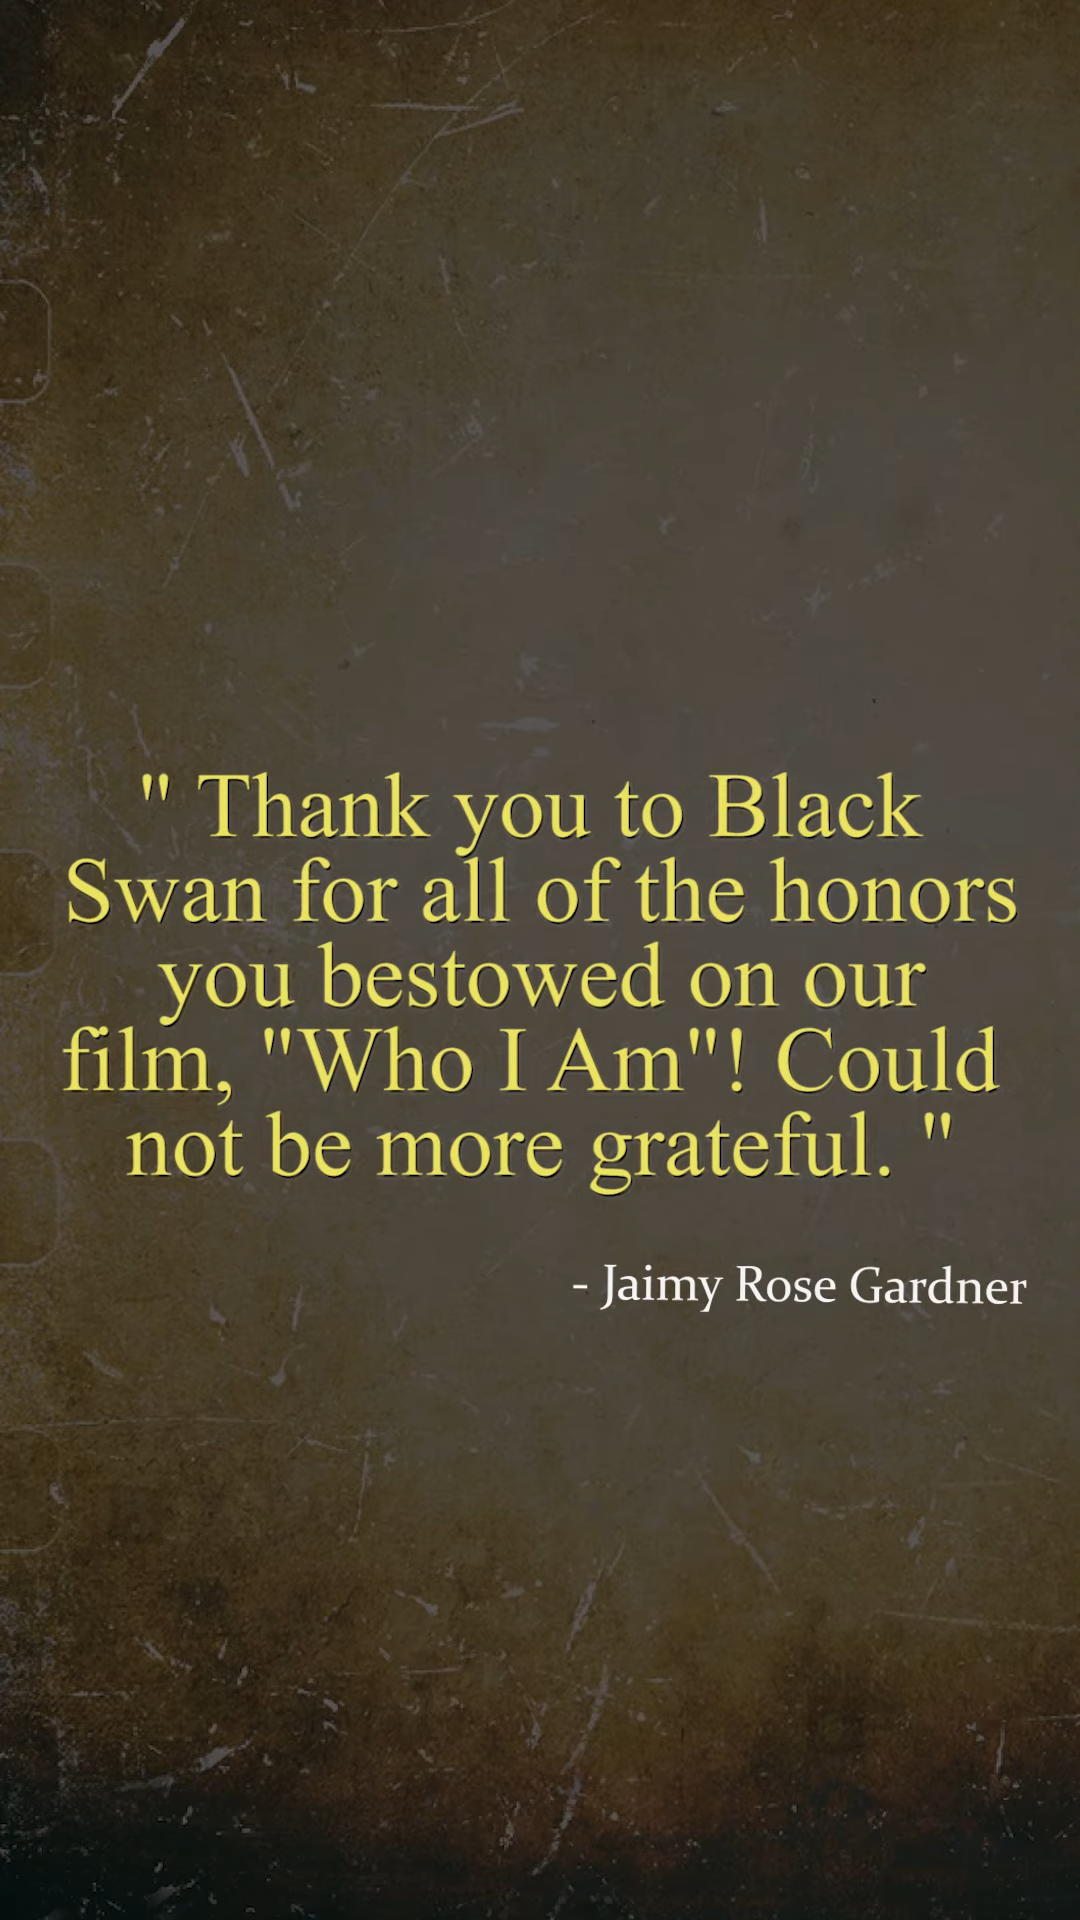 " Thank you to Black
Swan for all of the honors
you bestowed on our
film, "Who I Am"! Could
not be more grateful. "
- Jaimy Rose Gardner